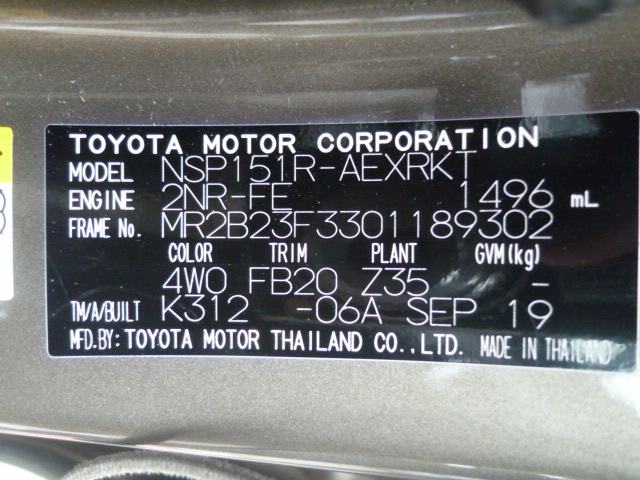 TOYOTA MOTOR CORPORATION
MODEL NSP151R-AEXRKT
ENGINE 2NR-FE 1496 mL
FRAME No. MR2B23F3301189302
COLOR TRIM PLANT GVM(kg)
4W0 FB20 Z35 -
TM/A/BUILT K312 -06A SEP 19
MFD.BY: TOYOTA MOTOR THAILAND CO.,LTD. MADE IN THAILAND